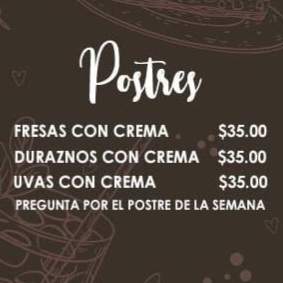 Postres
FRESAS CON CREMA $35.00
DURAZNOS CON CREMA $35.00
UVAS CON CREMA $35.00
PREGUNTA POR EL POSTRE DE LA SEMANA